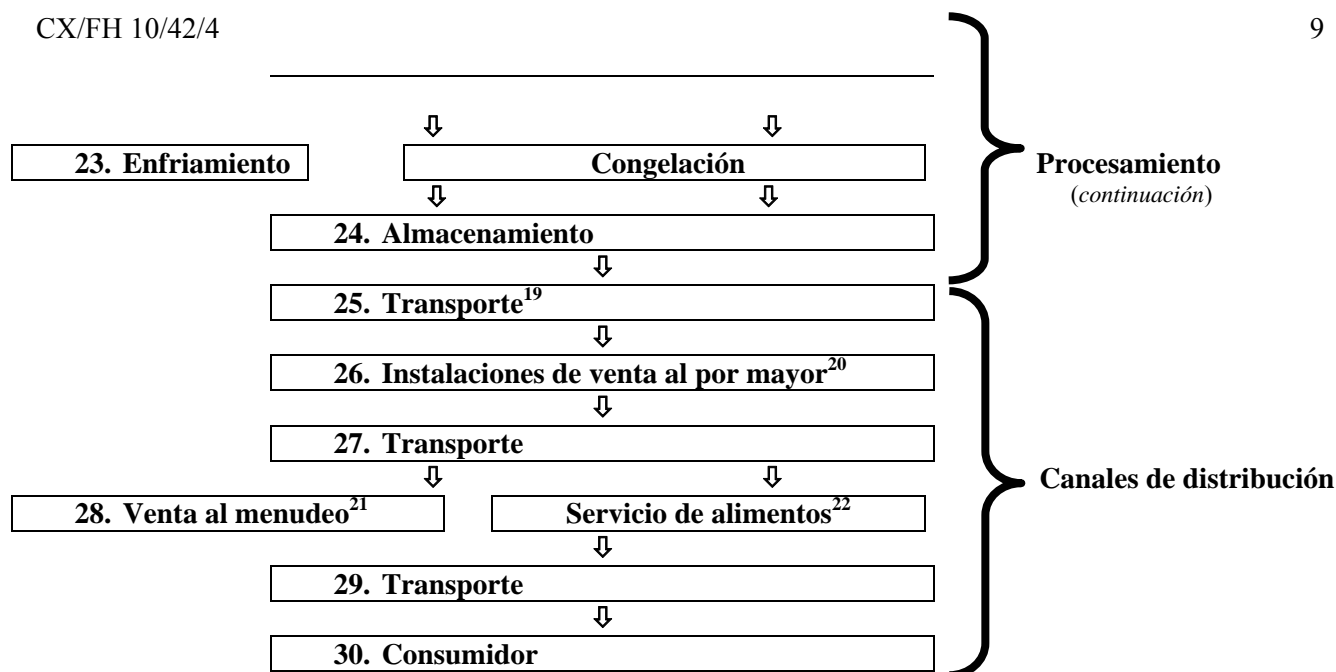 CX/FH 10/42/4 9
23. Enfriamiento Congelación Procesamiento
(continuación)
24. Almacenamiento
25. Transporte19
26. Instalaciones de venta al por mayor20
27. Transporte
Canales de distribución
28. Venta al menudeo21 Servicio de alimentos22
29. Transporte
30. Consumidor